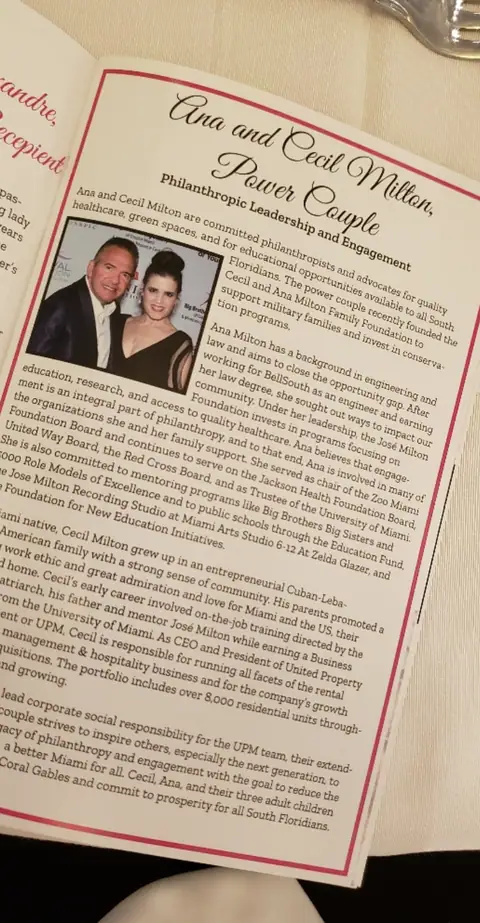 xandre,
Recepient
pas-
ng lady
years
e
er's
Ana and Cecil Milton,
Power Couple
Philanthropic Leadership and Engagement
Ana and Cecil Milton are committed philanthropists and advocates for quality
healthcare, green spaces, and for educational opportunities available to all South
Floridians. The power couple recently founded the
Cecil and Ana Milton Family Foundation to
support military families and invest in conserva-
tion programs.
Big Broth
Ana Milton has a background in engineering and
law and aims to close the opportunity gap. After
working for BellSouth as an engineer and earning
her law degree, she sought out ways to impact our
community. Under her leadership, the José Milton
Foundation invests in programs focusing on
education, research, and access to quality healthcare. Ana believes that engage-
ment is an integral part of philanthropy, and to that end, Ana is involved in many of
the organizations she and her family support. She served as chair of the Zoo Miami
Foundation Board and continues to serve on the Jackson Health Foundation Board,
United Way Board, the Red Cross Board, and as Trustee of the University of Miami.
She is also committed to mentoring programs like Big Brothers Big Sisters and
5000 Role Models of Excellence and to public schools through the Education Fund,
e Jose Milton Recording Studio at Miami Arts Studio 6-12 At Zelda Glazer, and
e Foundation for New Education Initiatives.
iami native, Cecil Milton grew up in an entrepreneurial Cuban-Leba-
American family with a strong sense of community. His parents promoted a
g work ethic and great admiration and love for Miami and the US, their
d home. Cecil's early career involved on-the-job training directed by the
atriarch, his father and mentor José Milton while earning a Business
rom the University of Miami. As CEO and President of United Property
ent or UPM, Cecil is responsible for running all facets of the rental
management & hospitality business and for the company's growth
quisitions. The portfolio includes over 8,000 residential units through-
nd growing.
lead corporate social responsibility for the UPM team, their extend-
couple strives to inspire others, especially the next generation, to
gacy of philanthropy and engagement with the goal to reduce the
a better Miami for all. Cecil, Ana, and their three adult children
Coral Gables and commit to prosperity for all South Floridians.